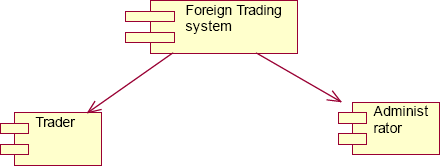 Foreign Trading
system
Trader
Administ
rator